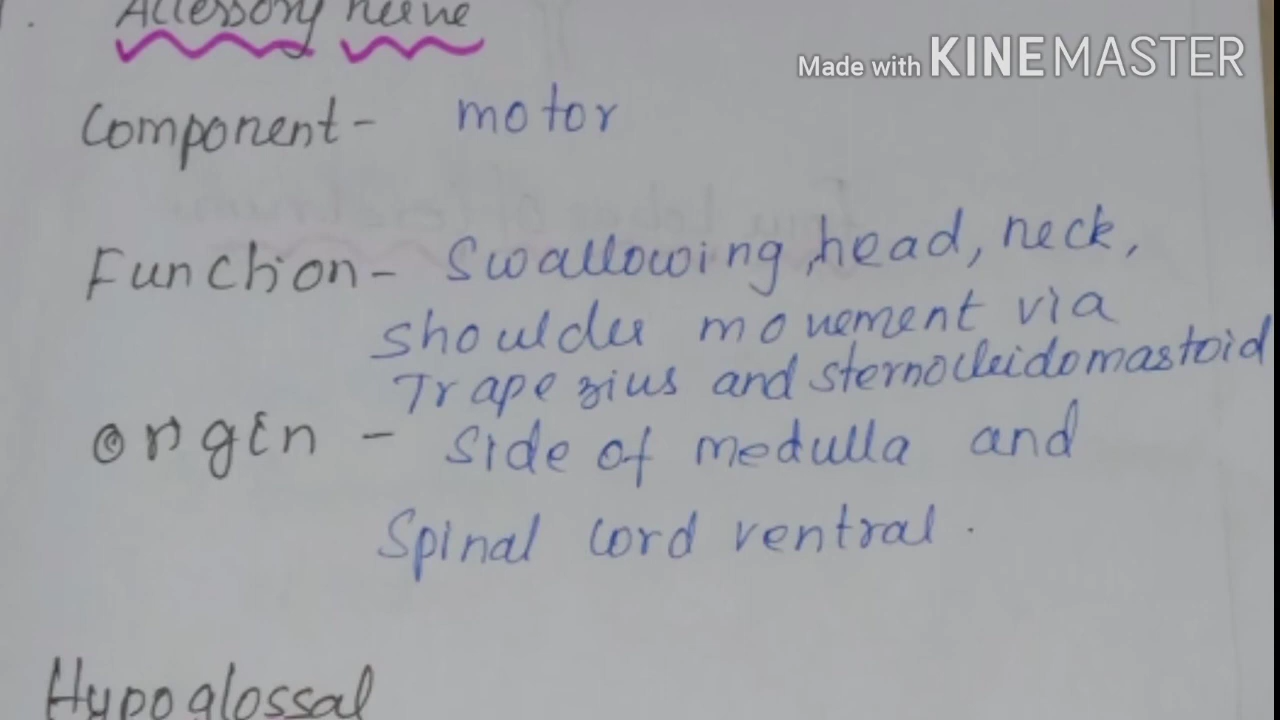 Accessory nerve
Made with KINEMASTER
Component - motor
Function - Swallowing, head, neck,
shoulder movement via
Trapezius and sternocleidomastoid
origin - Side of medulla and
Spinal cord ventral.
Hypoglossal